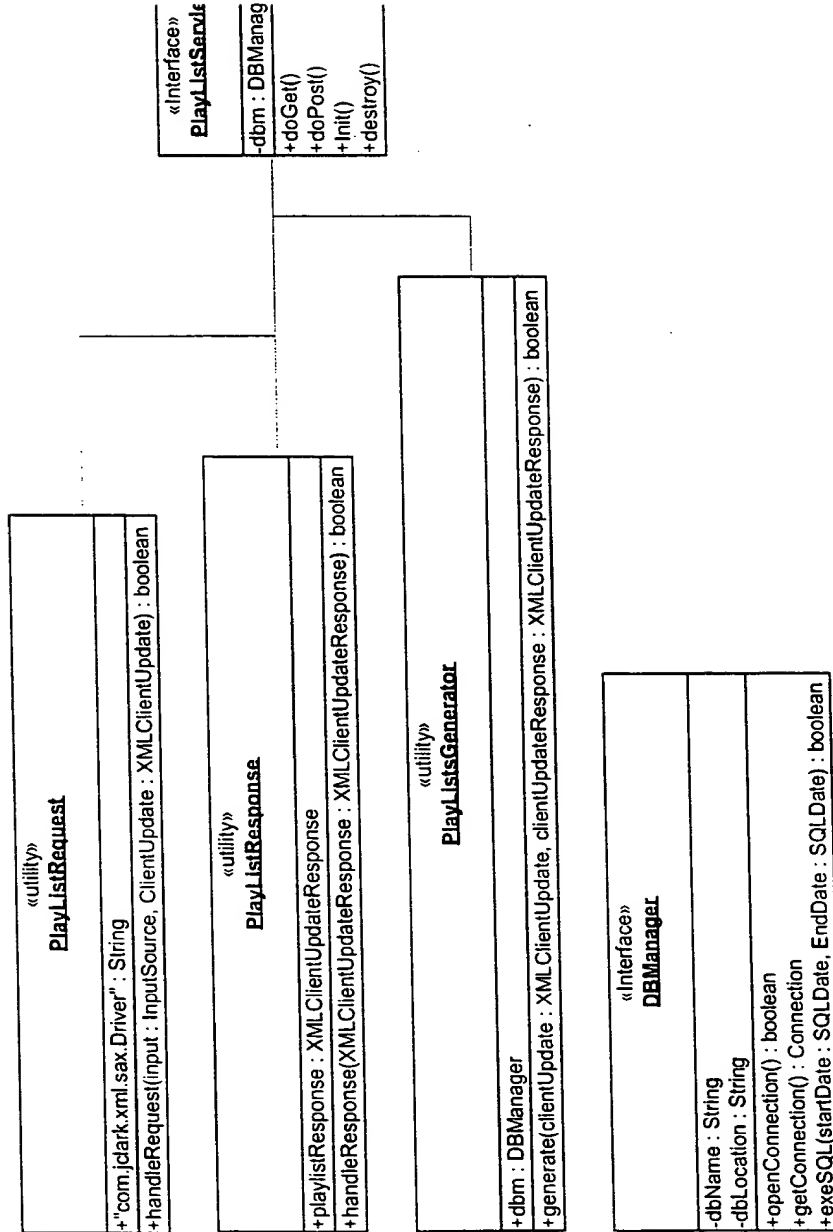 «utility»
PlayListRequest
+"com.jclark.xml.sax.Driver" : String
+handleRequest(input : InputSource, ClientUpdate : XMLClientUpdate) : boolean
«utility»
PlayListResponse
+playlistResponse : XMLClientUpdateResponse
+handleResponse(XMLClientUpdateResponse : XMLClientUpdateResponse) : boolean
«utility»
PlayListsGenerator
+dbm : DBManager
+generate(clientUpdate : XMLClientUpdate, clientUpdateResponse : XMLClientUpdateResponse) : boolean
«Interface»
DBManager
-dbName : String
-dbLocation : String
+openConnection() : boolean
+getConnection() : Connection
+exeSQL(startDate : SQLDate, EndDate : SQLDate) : boolean
«Interface»
PlayListServle
-dbm : DBManag
+doGet()
+doPost()
+Init()
+destroy()